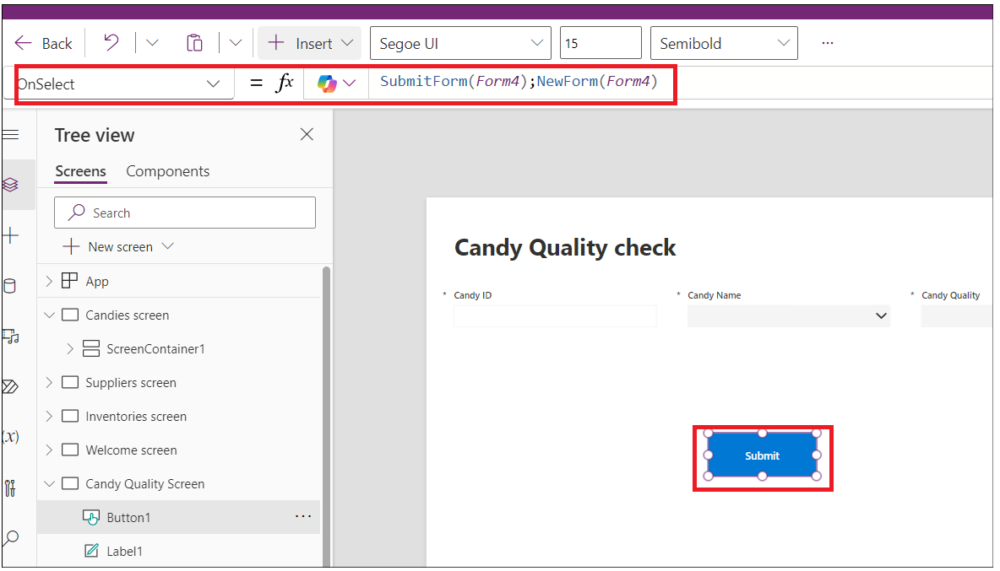 Back
Insert
Segoe UI
15
Semibold
...
OnSelect
= fx
SubmitForm(Form4);NewForm(Form4)
Tree view
Screens Components
Search
New screen
App
Candies screen
ScreenContainer1
Suppliers screen
Inventories screen
Welcome screen
Candy Quality Screen
Button1 ...
Label1
(x)
Candy Quality check
* Candy ID
* Candy Name
* Candy Quality
Submit